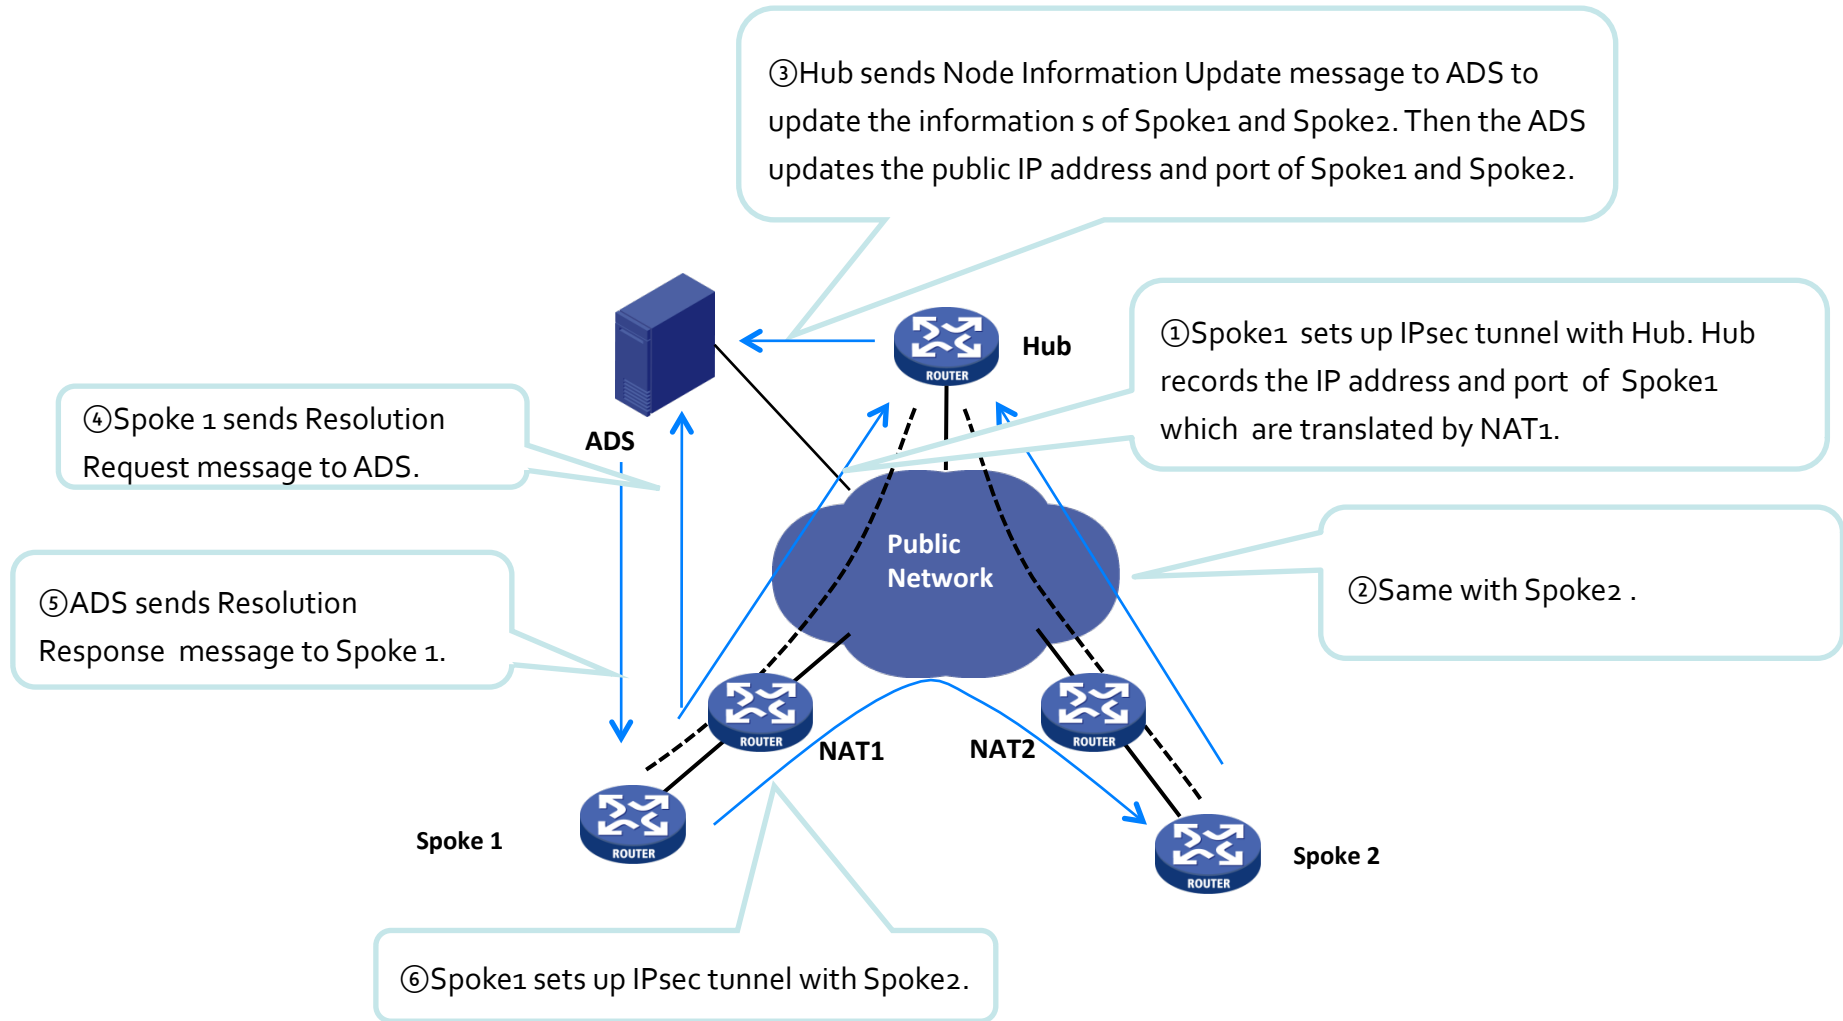 ③Hub sends Node Information Update message to ADS to
update the information s of Spoke1 and Spoke2. Then the ADS
updates the public IP address and port of Spoke1 and Spoke2.
①Spoke1 sets up IPsec tunnel with Hub. Hub
records the IP address and port of Spoke1
which are translated by NAT1.
Hub
ROUTER
④Spoke 1 sends Resolution
Request message to ADS.
ADS
Public
Network
②Same with Spoke2 .
⑤ADS sends Resolution
Response message to Spoke 1.
ROUTER
NAT1
NAT2
ROUTER
Spoke 1
ROUTER
Spoke 2
ROUTER
⑥Spoke1 sets up IPsec tunnel with Spoke2.